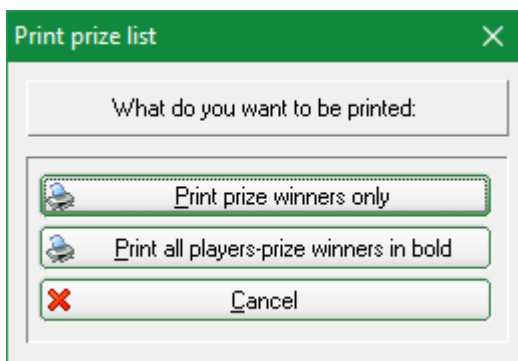 Print prize list
What do you want to be printed:
Print prize winners only
Print all players-prize winners in bold
Cancel